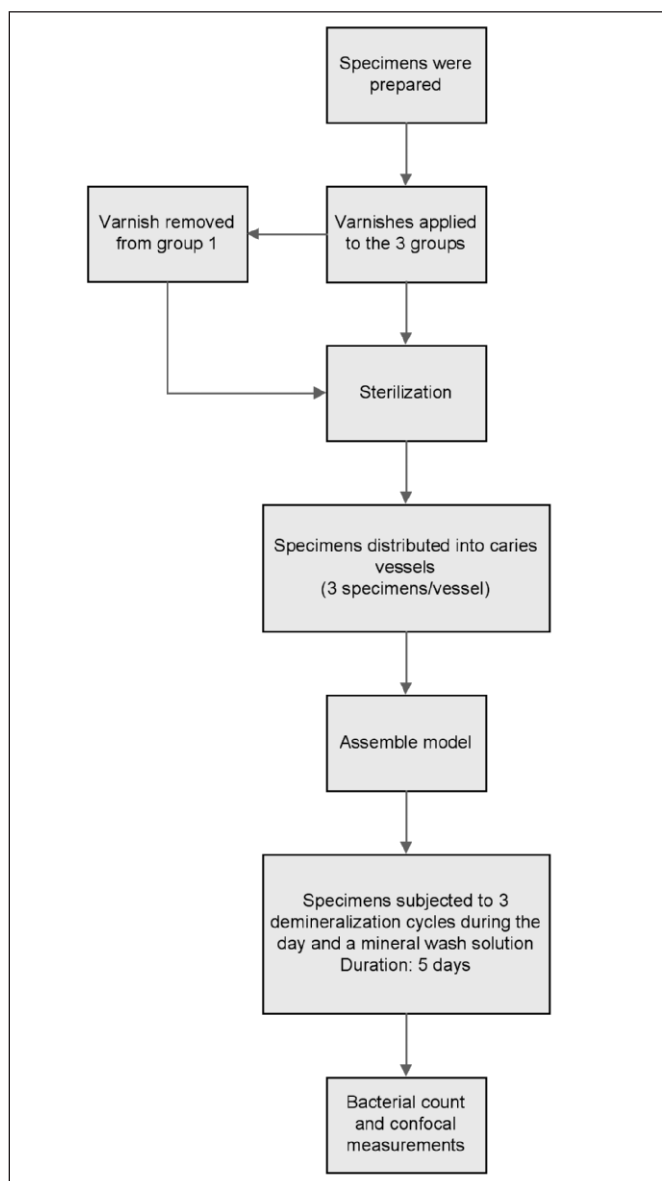 Specimens were
prepared
Varnish removed
from group 1
Varnishes applied
to the 3 groups
Sterilization
Specimens distributed into caries
vessels
(3 specimens/vessel)
Assemble model
Specimens subjected to 3
demineralization cycles during the
day and a mineral wash solution
Duration: 5 days
Bacterial count
and confocal
measurements